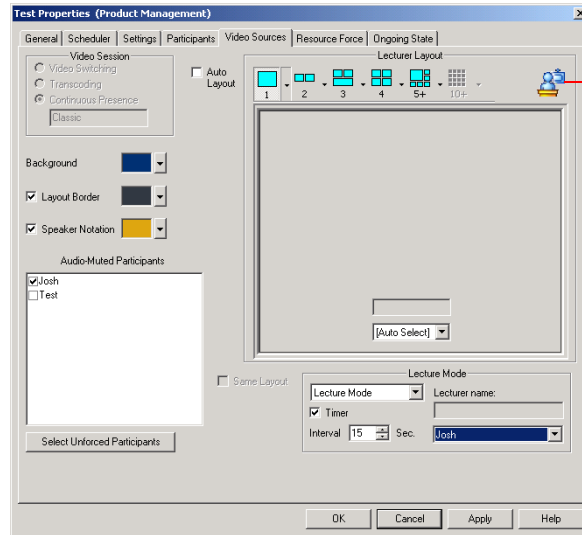 Test Properties (Product Management)
General Scheduler Settings Participants Video Sources Resource Force Ongoing State
Video Session
Video Switching
Transcoding
Continuous Presence
Classic
Auto
Layout
Lecturer Layout
1 2 3 4 5+ 10+
Background
Layout Border
Speaker Notation
Audio-Muted Participants
Josh
Test
[Auto Select]
Same Layout
Select Unforced Participants
Lecture Mode
Lecture Mode
Lecturer name:
Timer
Interval 15 Sec.
Josh
OK Cancel Apply Help